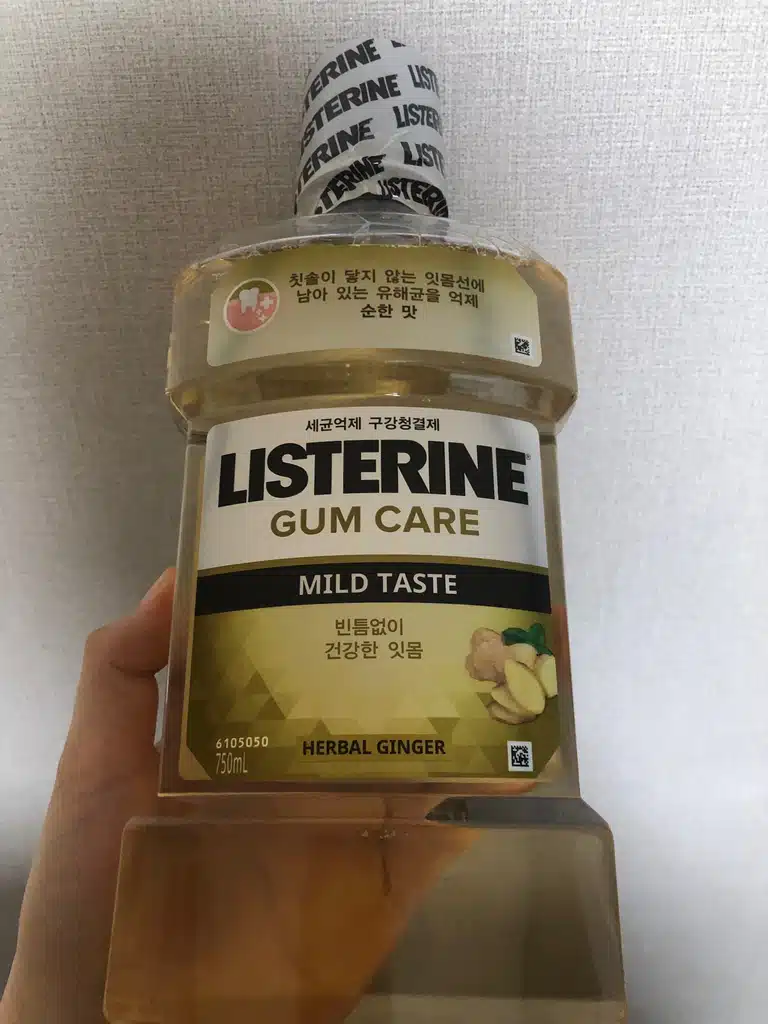 LISTERINE
LISTERINE
LISTERINE
LISTERINE
칫솔이 닿지 않는 잇몸선에
남아 있는 유해균을 억제
순한 맛
세균억제 구강청결제
LISTERINE
GUM CARE
MILD TASTE
빈틈없이
건강한 잇몸
6105050
750mL
HERBAL GINGER